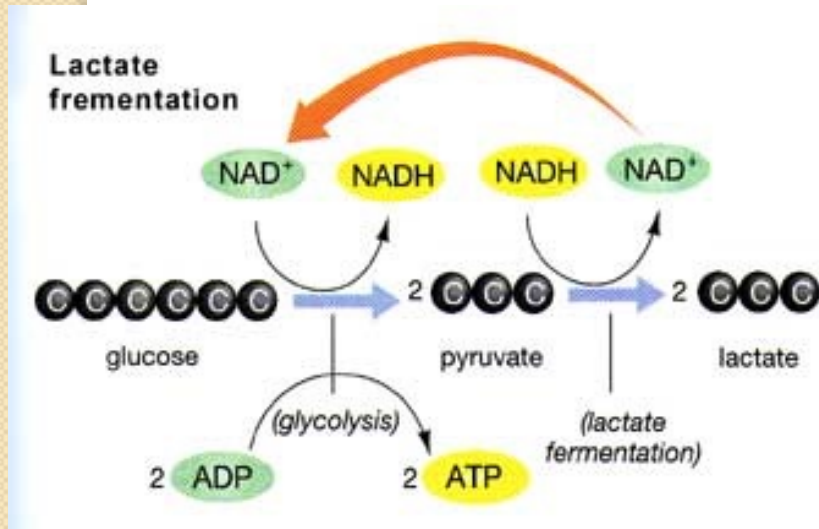 Lactate
frementation
NAD+ NADH NADH NAD+
C C C C C C 2 C C C 2 C C C
glucose pyruvate lactate
(glycolysis) (lactate
fermentation)
2 ADP 2 ATP